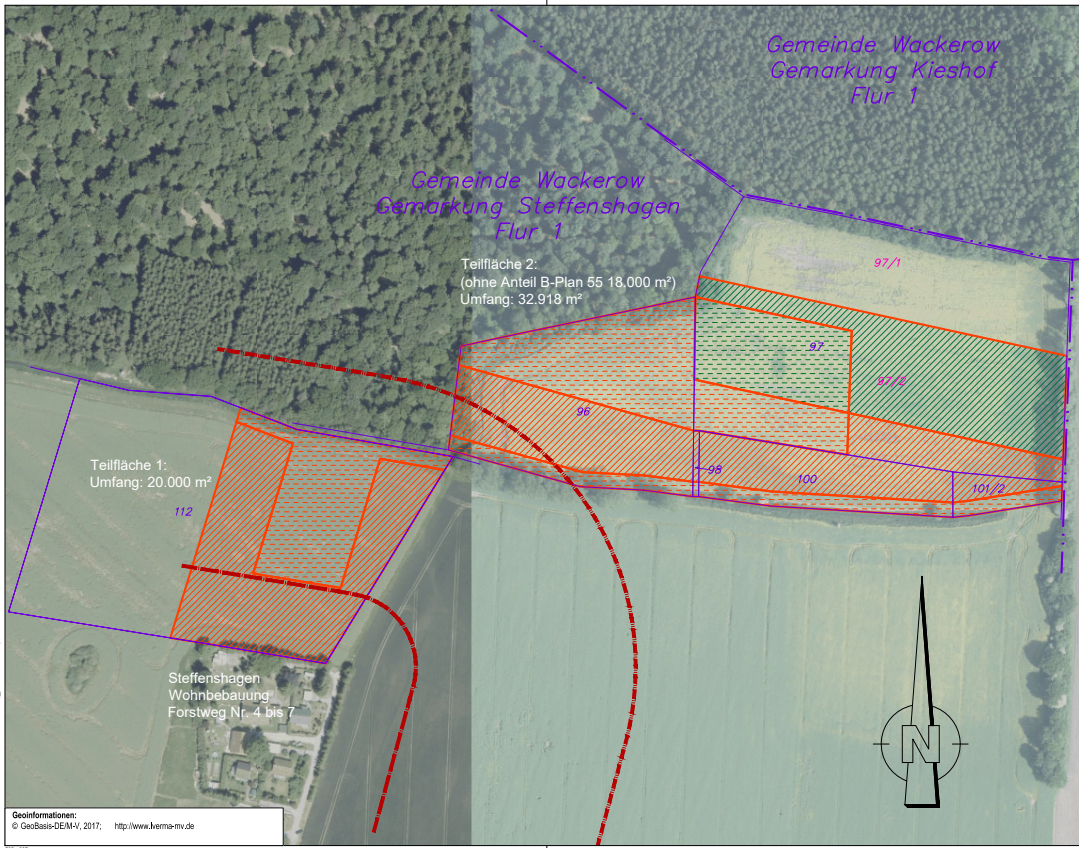 Gemeinde Wackerow
Gemarkung Kieshof
Flur 1
Gemeinde Wackerow
Gemarkung Steffenshagen
Flur 1
Teilfläche 2:
(ohne Anteil B-Plan 55 18.000 m²)
Umfang: 32.918 m²
97/1
97
97/2
96
98
100
101/2
Teilfläche 1:
Umfang: 20.000 m²
112
Steffenshagen
Wohnbebauung
Forstweg Nr. 4 bis 7
N
Geoinformationen:
© GeoBasis-DE/M-V, 2017; http://www.lverma-mv.de